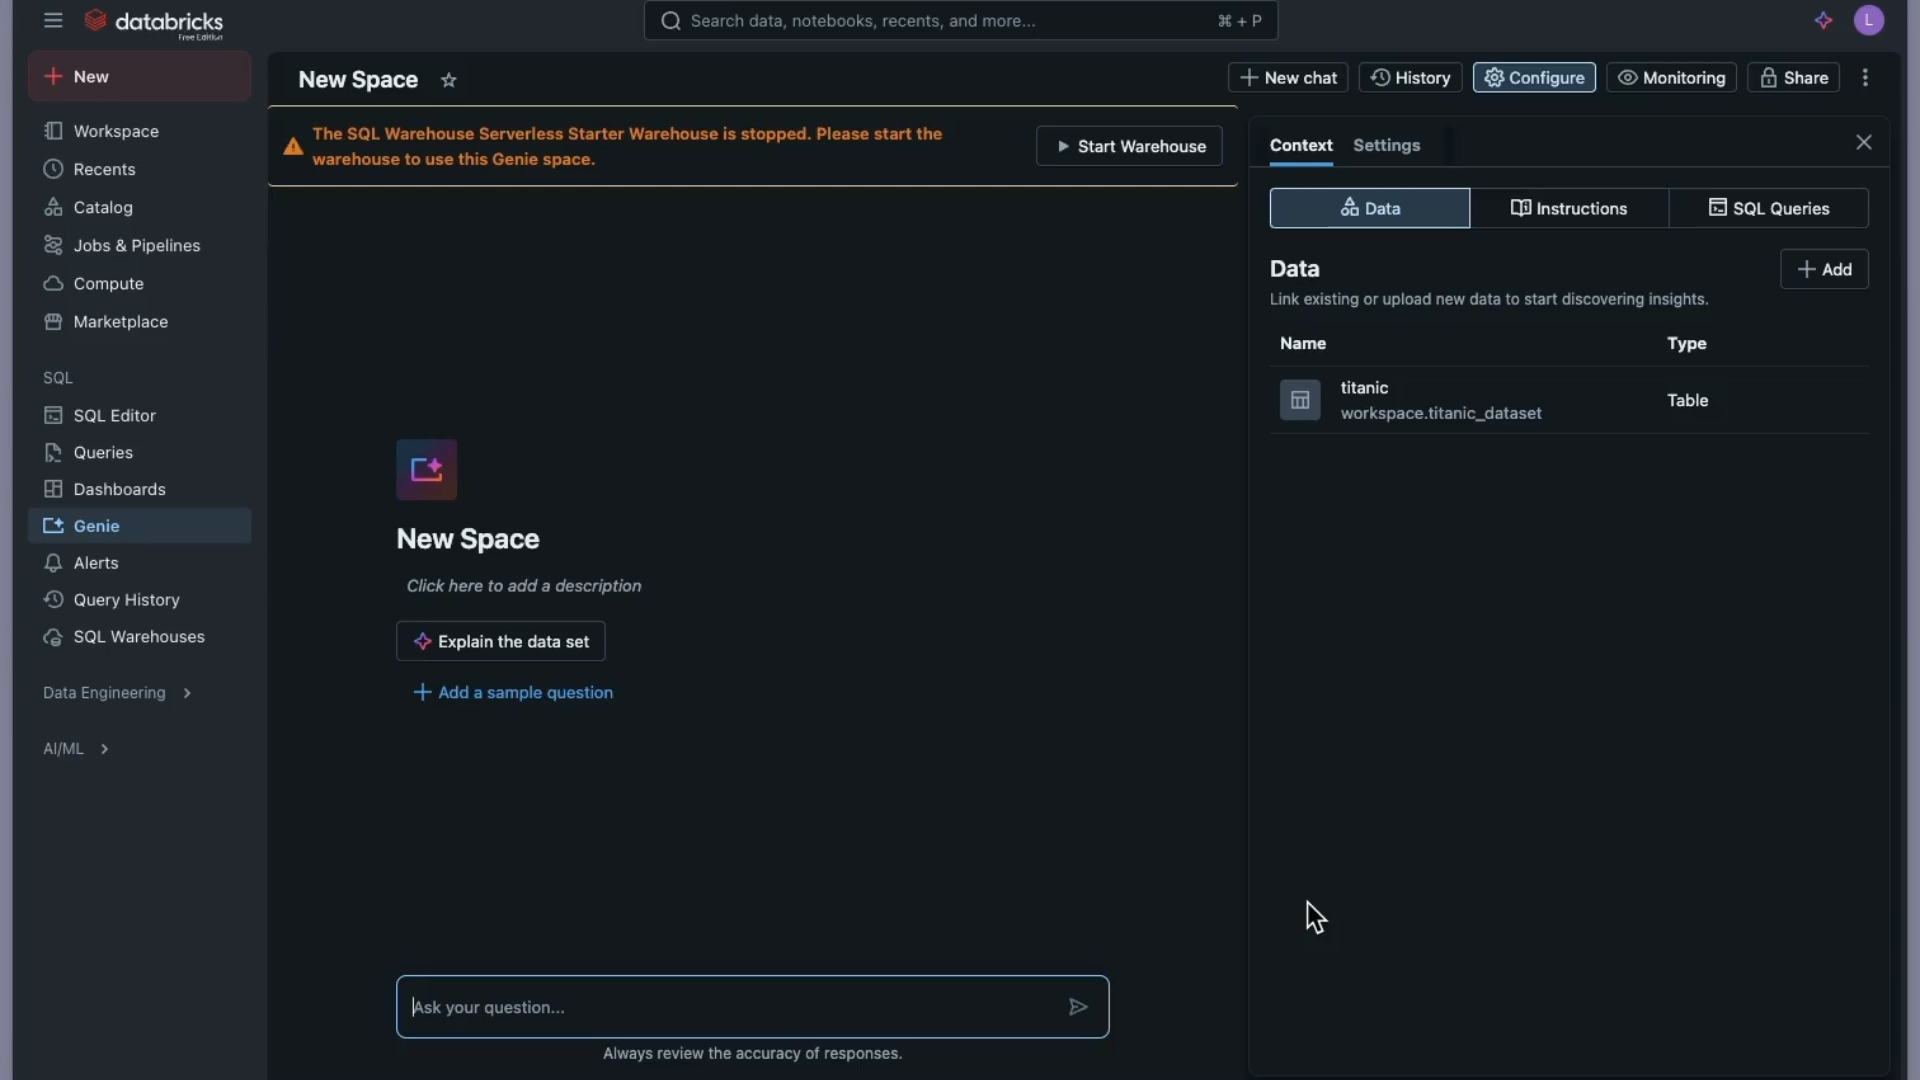 databricks
Free Edition
Search data, notebooks, recents, and more...
⌘ + P
L
New
Workspace
Recents
Catalog
Jobs & Pipelines
Compute
Marketplace
SQL
SQL Editor
Queries
Dashboards
Genie
Alerts
Query History
SQL Warehouses
Data Engineering
AI/ML
New Space
New chat
History
Configure
Monitoring
Share
The SQL Warehouse Serverless Starter Warehouse is stopped. Please start the
warehouse to use this Genie space.
Start Warehouse
New Space
Click here to add a description
Explain the data set
Add a sample question
Ask your question...
Always review the accuracy of responses.
Context
Settings
Data
Instructions
SQL Queries
Data
Add
Link existing or upload new data to start discovering insights.
Name
Type
titanic
workspace.titanic_dataset
Table